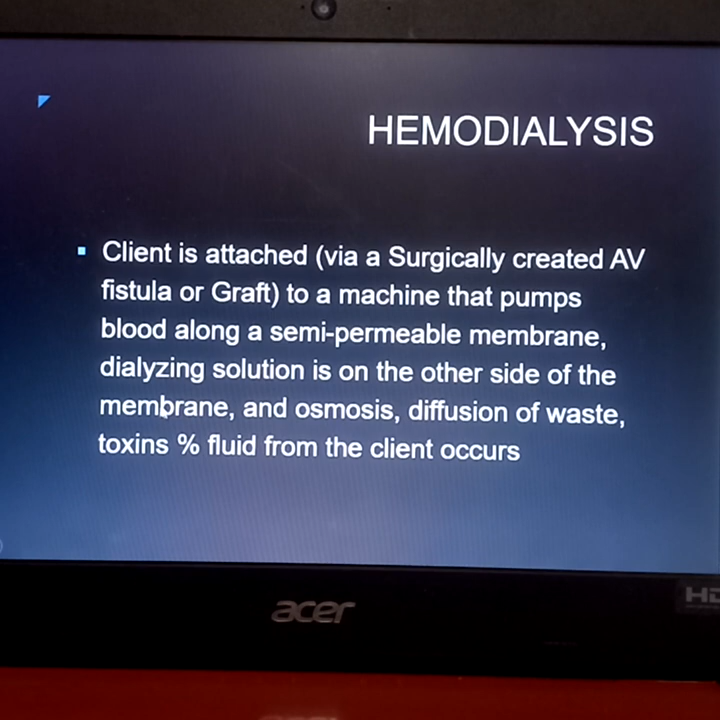 HEMODIALYSIS
Client is attached (via a Surgically created AV
fistula or Graft) to a machine that pumps
blood along a semi-permeable membrane,
dialyzing solution is on the other side of the
membrane, and osmosis, diffusion of waste,
toxins % fluid from the client occurs
acer
HD